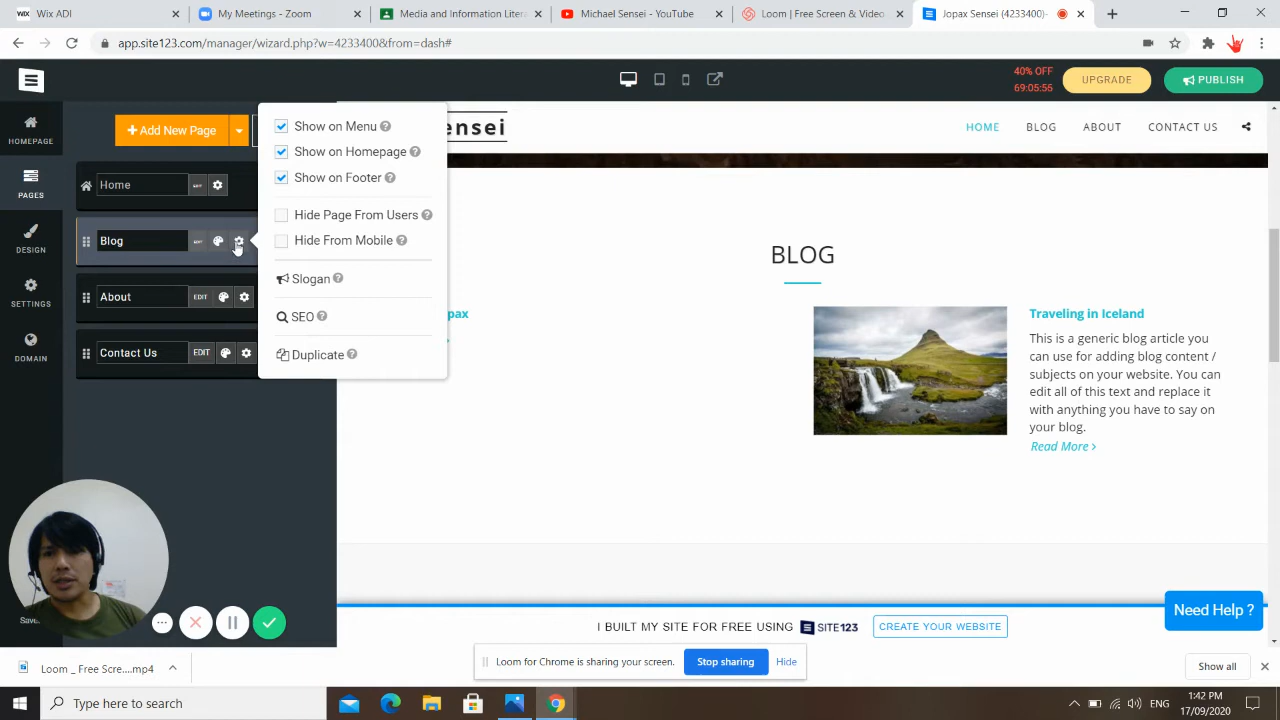 Wix ADI
My Meetings - Zoom
Media and Information Litera
Michael Sensei - YouTube
Loom | Free Screen & Video
Jopax Sensei (4233400)-
app.site123.com/manager/wizard.php?w=4233400&from=dash#
40% OFF
69:05:56
UPGRADE
PUBLISH
HOMEPAGE
PAGES
DESIGN
SETTINGS
DOMAIN
Add New Page
Home
EDIT
Blog
EDIT
About
EDIT
Contact Us
EDIT
Show on Menu
Show on Homepage
Show on Footer
Hide Page From Users
Hide From Mobile
Slogan
SEO
Duplicate
ensei
HOME
BLOG
ABOUT
CONTACT US
BLOG
pax
Traveling in Iceland
This is a generic blog article you
can use for adding blog content /
subjects on your website. You can
edit all of this text and replace it
with anything you have to say on
your blog.
Read More >
I BUILT MY SITE FOR FREE USING
SITE123
CREATE YOUR WEBSITE
Need Help ?
Loom for Chrome is sharing your screen.
Stop sharing
Hide
Loom _ Free Scre....mp4
Show all
Type here to search
ENG
1:42 PM
17/09/2020